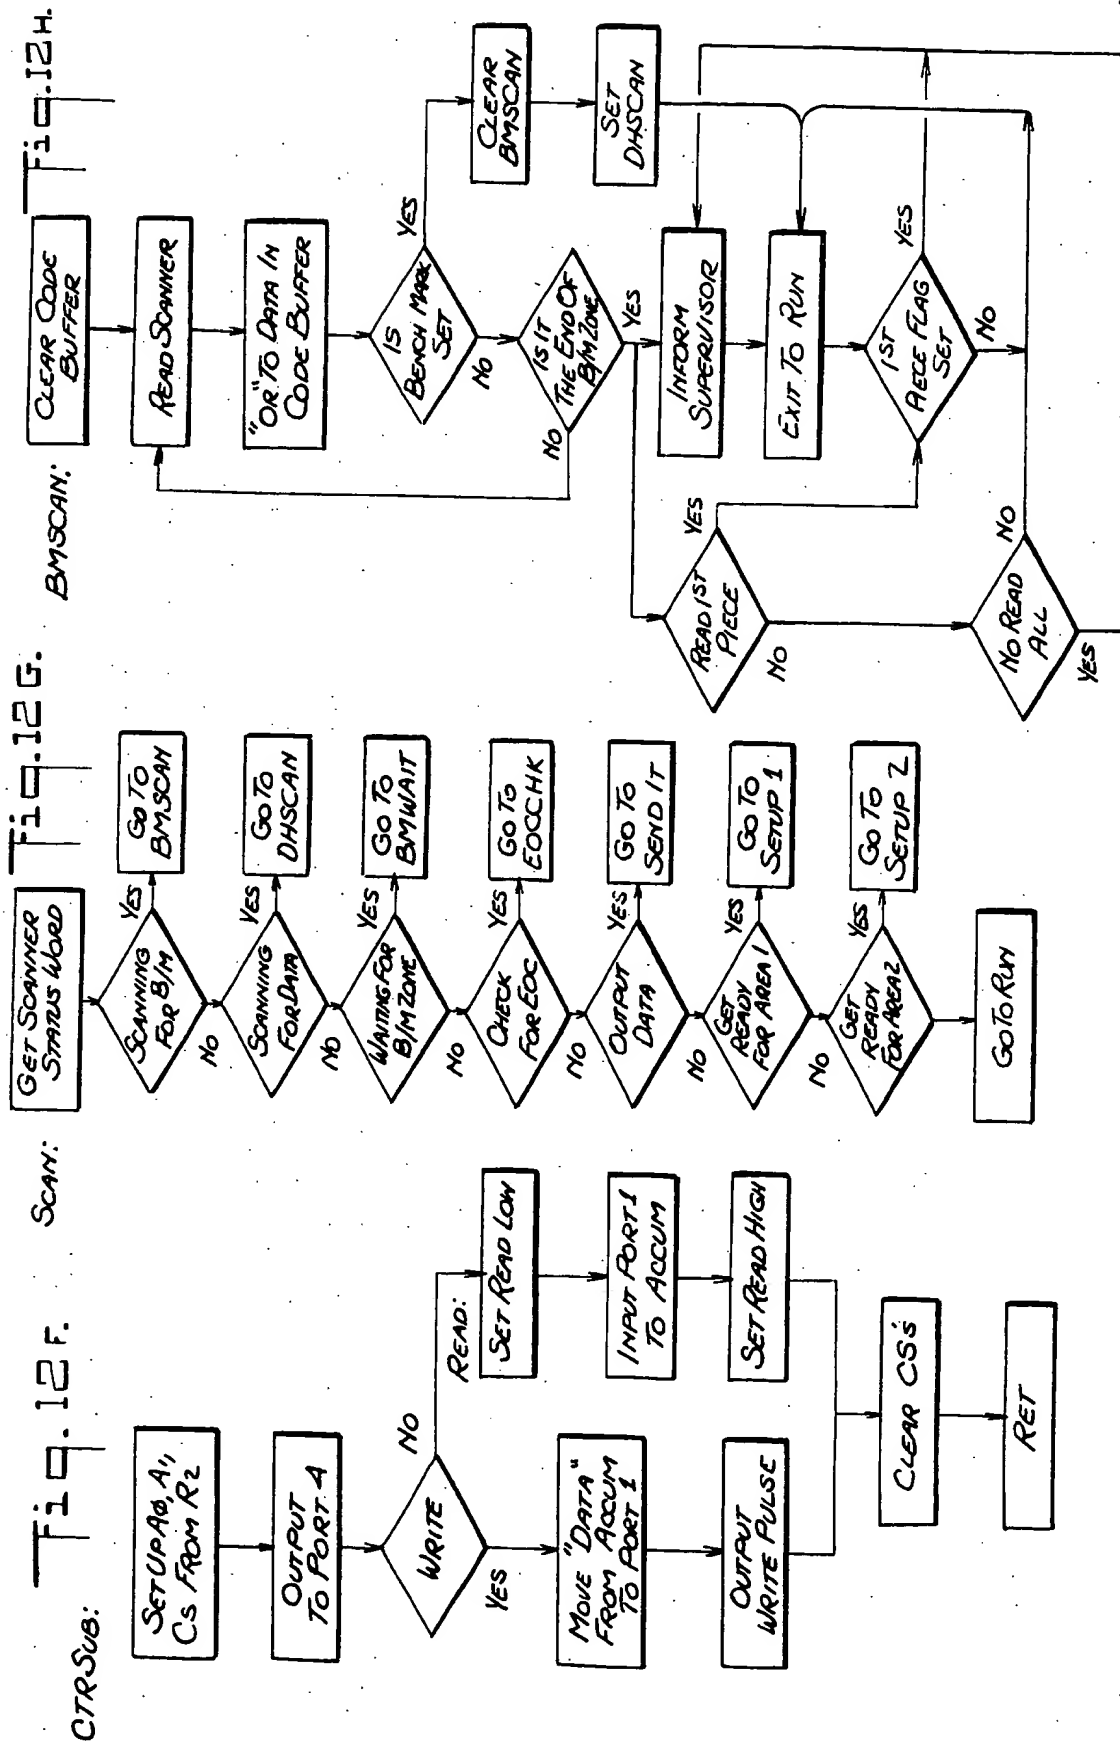 Fig. 12F.
CTRSUB:
SET UP AØ, A1,
CS FROM R2
OUTPUT
TO PORT 4
WRITE
NO
YES
READ:
MOVE "DATA"
FROM ACCUM
TO PORT 1
OUTPUT
WRITE PULSE
SET READ LOW
INPUT PORT 1
TO ACCUM
SET READ HIGH
CLEAR CS'S
RET
Fig. 12G.
SCAN:
GET SCANNER
STATUS WORD
SCANNING
FOR B/M
YES
NO
GO TO
BMSCAN
SCANNING
FOR DATA
YES
NO
GO TO
DHSCAN
WAITING FOR
B/M ZONE
YES
NO
GO TO
BMWAIT
CHECK
FOR EOC
YES
NO
GO TO
EOCCHK
OUTPUT
DATA
YES
NO
GO TO
SEND IT
GET
READY
FOR AREA 1
YES
NO
GO TO
SETUP 1
GET
READY
FOR AREA 2
YES
GO TO
SETUP 2
GO TO RUN
Fig. 12H.
BMSCAN:
CLEAR CODE
BUFFER
READ SCANNER
"OR" TO DATA IN
CODE BUFFER
IS
BENCH MARK
SET
YES
NO
CLEAR
BMSCAN
SET
DHSCAN
IS IT
THE END OF
B/M ZONE
NO
YES
INFORM
SUPERVISOR
EXIT TO RUN
READ 1ST
PIECE
YES
NO
1ST
PIECE FLAG
SET
YES
NO
NO READ
ALL
NO
YES